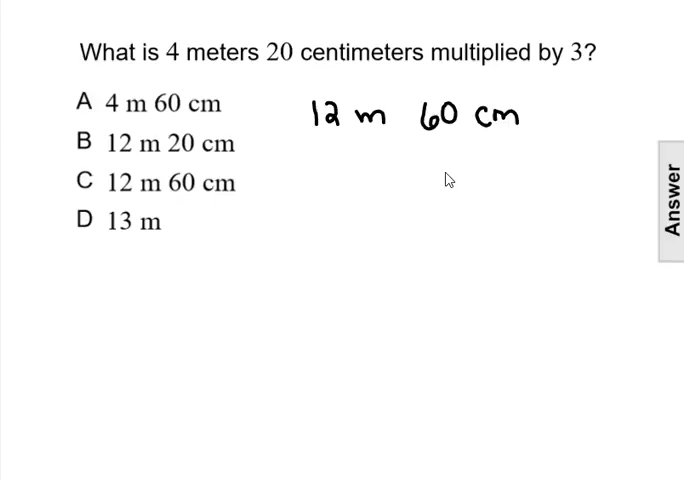 What is 4 meters 20 centimeters multiplied by 3?
A 4 m 60 cm
12 m 60 cm
B 12 m 20 cm
C 12 m 60 cm
D 13 m
Answer